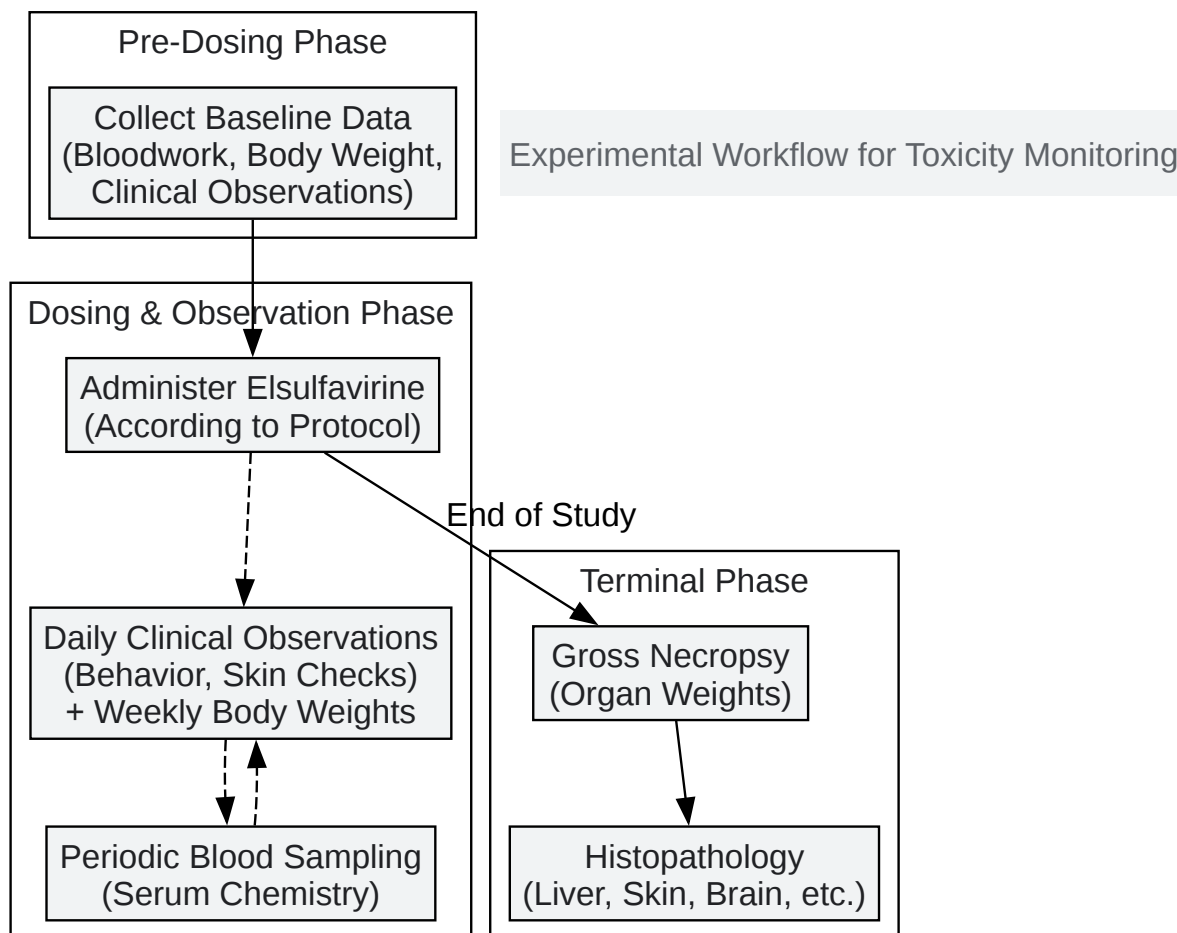 Pre-Dosing Phase
Collect Baseline Data
(Bloodwork, Body Weight,
Clinical Observations)
Experimental Workflow for Toxicity Monitoring
Dosing & Observation Phase
Administer Elsulfavirine
(According to Protocol)
End of Study
Daily Clinical Observations
(Behavior, Skin Checks)
+ Weekly Body Weights
Periodic Blood Sampling
(Serum Chemistry)
Terminal Phase
Gross Necropsy
(Organ Weights)
Histopathology
(Liver, Skin, Brain, etc.)